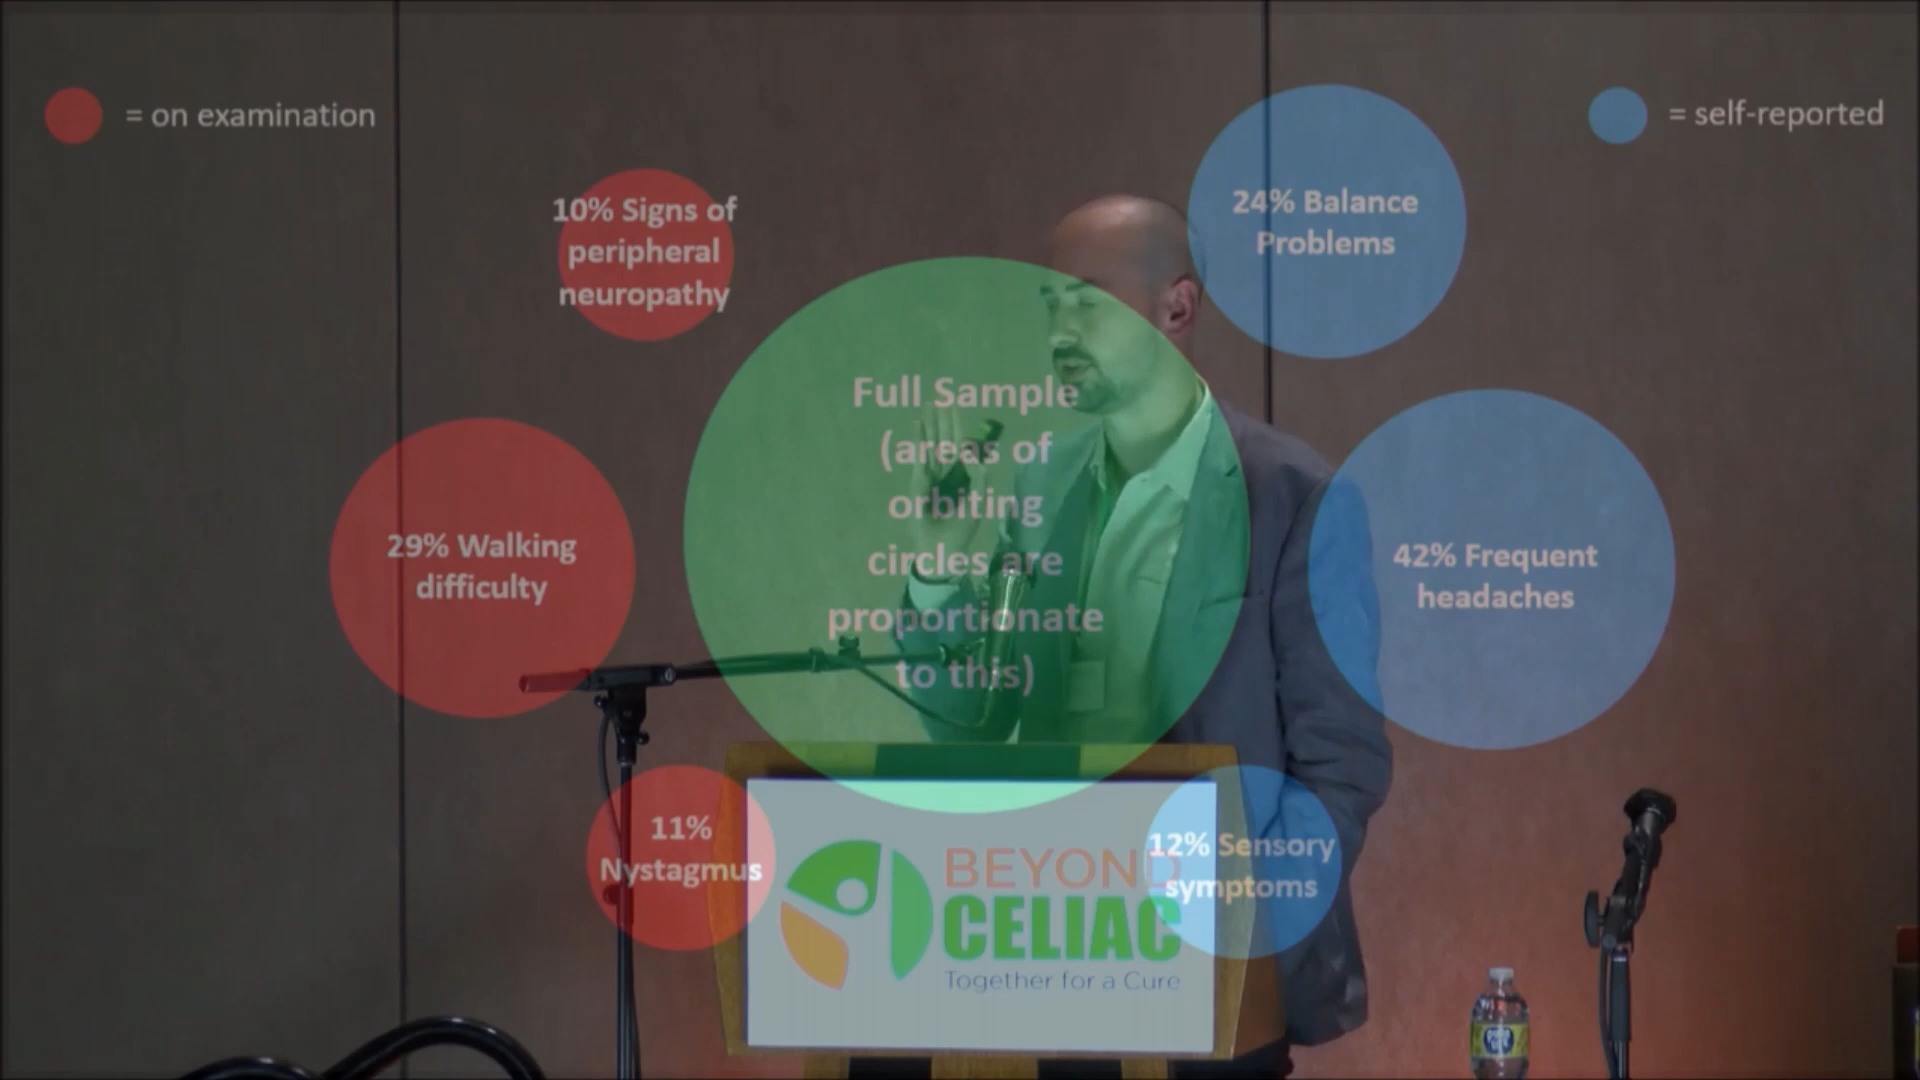 = on examination
= self-reported
10% Signs of
peripheral
neuropathy
24% Balance
Problems
Full Sample
(areas of
orbiting
circles are
proportionate
to this)
29% Walking
difficulty
42% Frequent
headaches
11%
Nystagmus
12% Sensory
symptoms
BEYOND
CELIAC
Together for a Cure